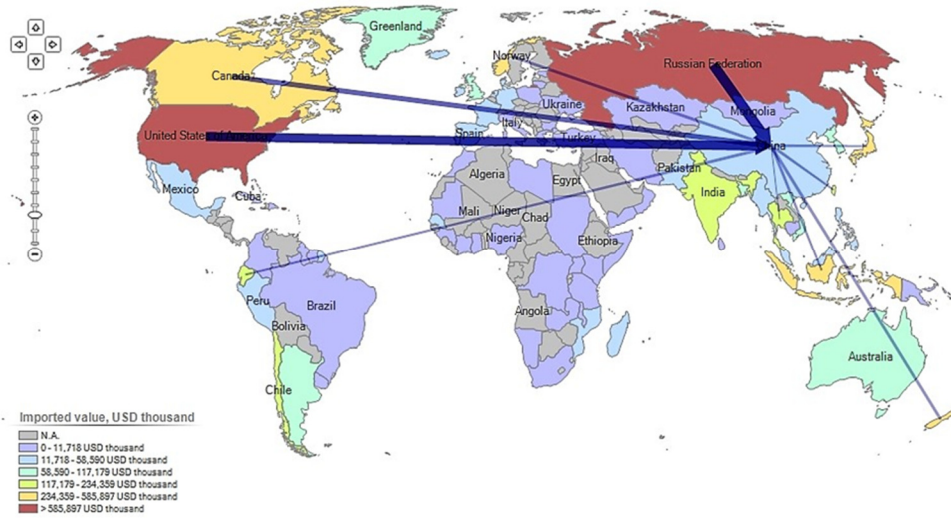 Greenland
Norway
Canada
Russian Federation
Ukraine
Kazakhstan
Mongolia
Italy
Spain
Turkey
United States of America
Iraq
Pakistan
Algeria
Egypt
India
Mexico
Cuba
Mali
Niger
Chad
Nigeria
Ethiopia
Peru
Brazil
Angola
Bolivia
Australia
Chile
Imported value, USD thousand
N.A.
0 - 11,718 USD thousand
11,718 - 58,590 USD thousand
58,590 - 117,179 USD thousand
117,179 - 234,359 USD thousand
234,359 - 585,897 USD thousand
> 585,897 USD thousand